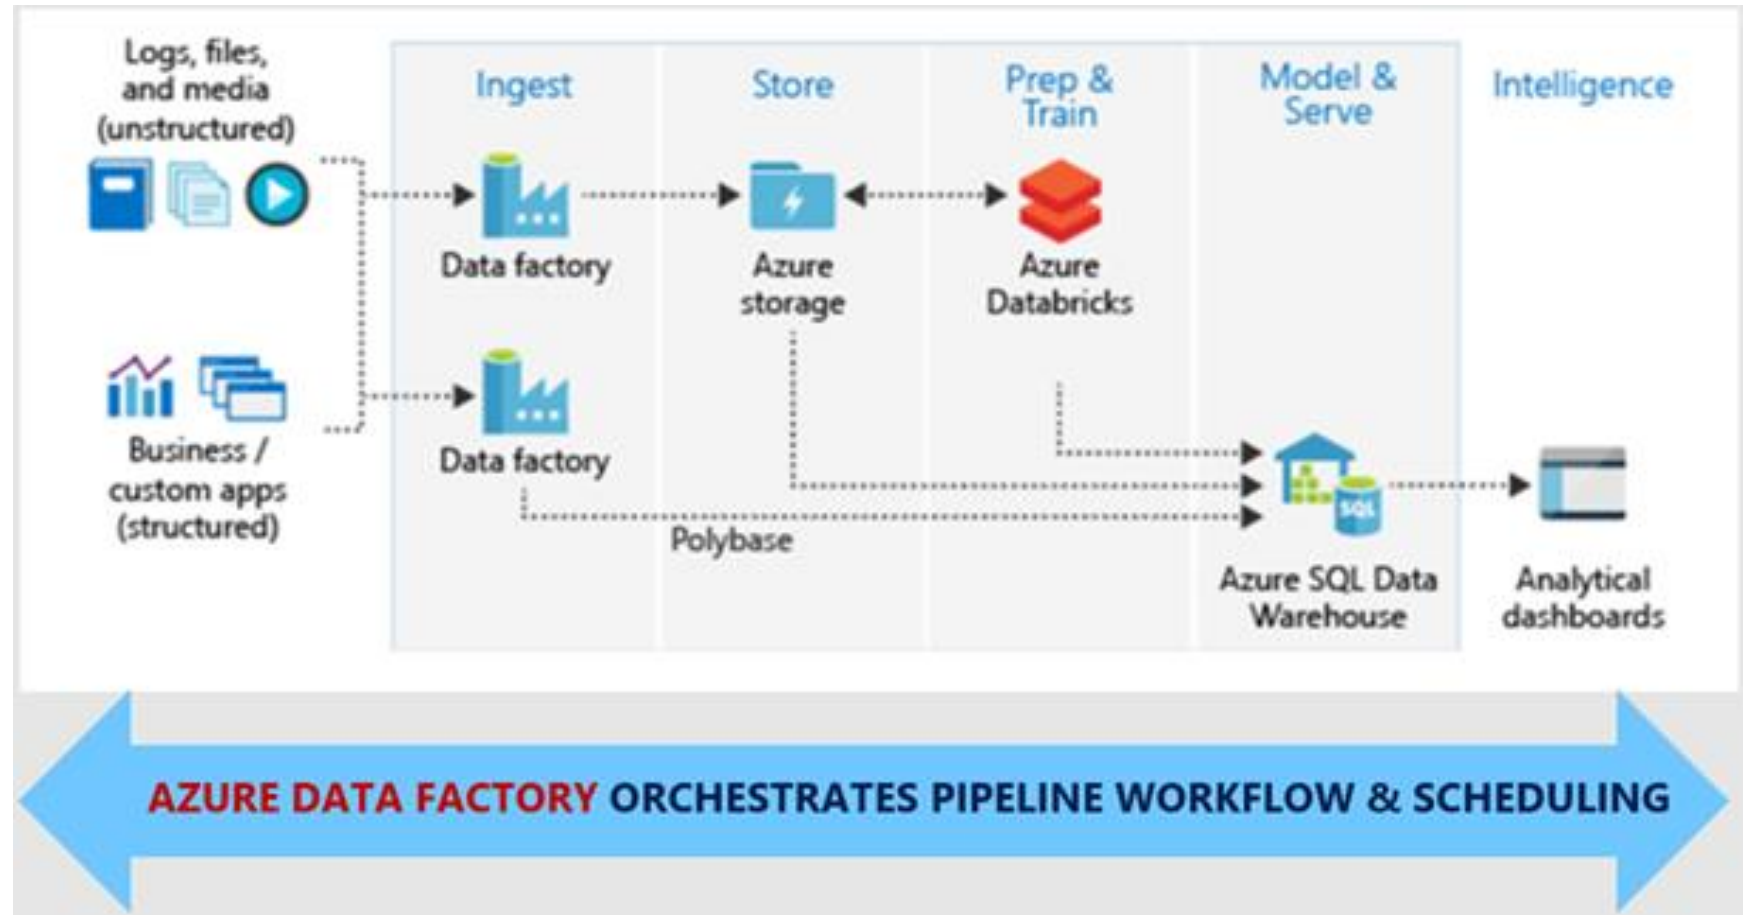 Logs, files,
and media
(unstructured)
Business /
custom apps
(structured)
Ingest
Data factory
Data factory
Store
Azure
storage
Polybase
Prep &
Train
Azure
Databricks
Model &
Serve
SQL
Azure SQL Data
Warehouse
Intelligence
Analytical
dashboards
AZURE DATA FACTORY ORCHESTRATES PIPELINE WORKFLOW & SCHEDULING